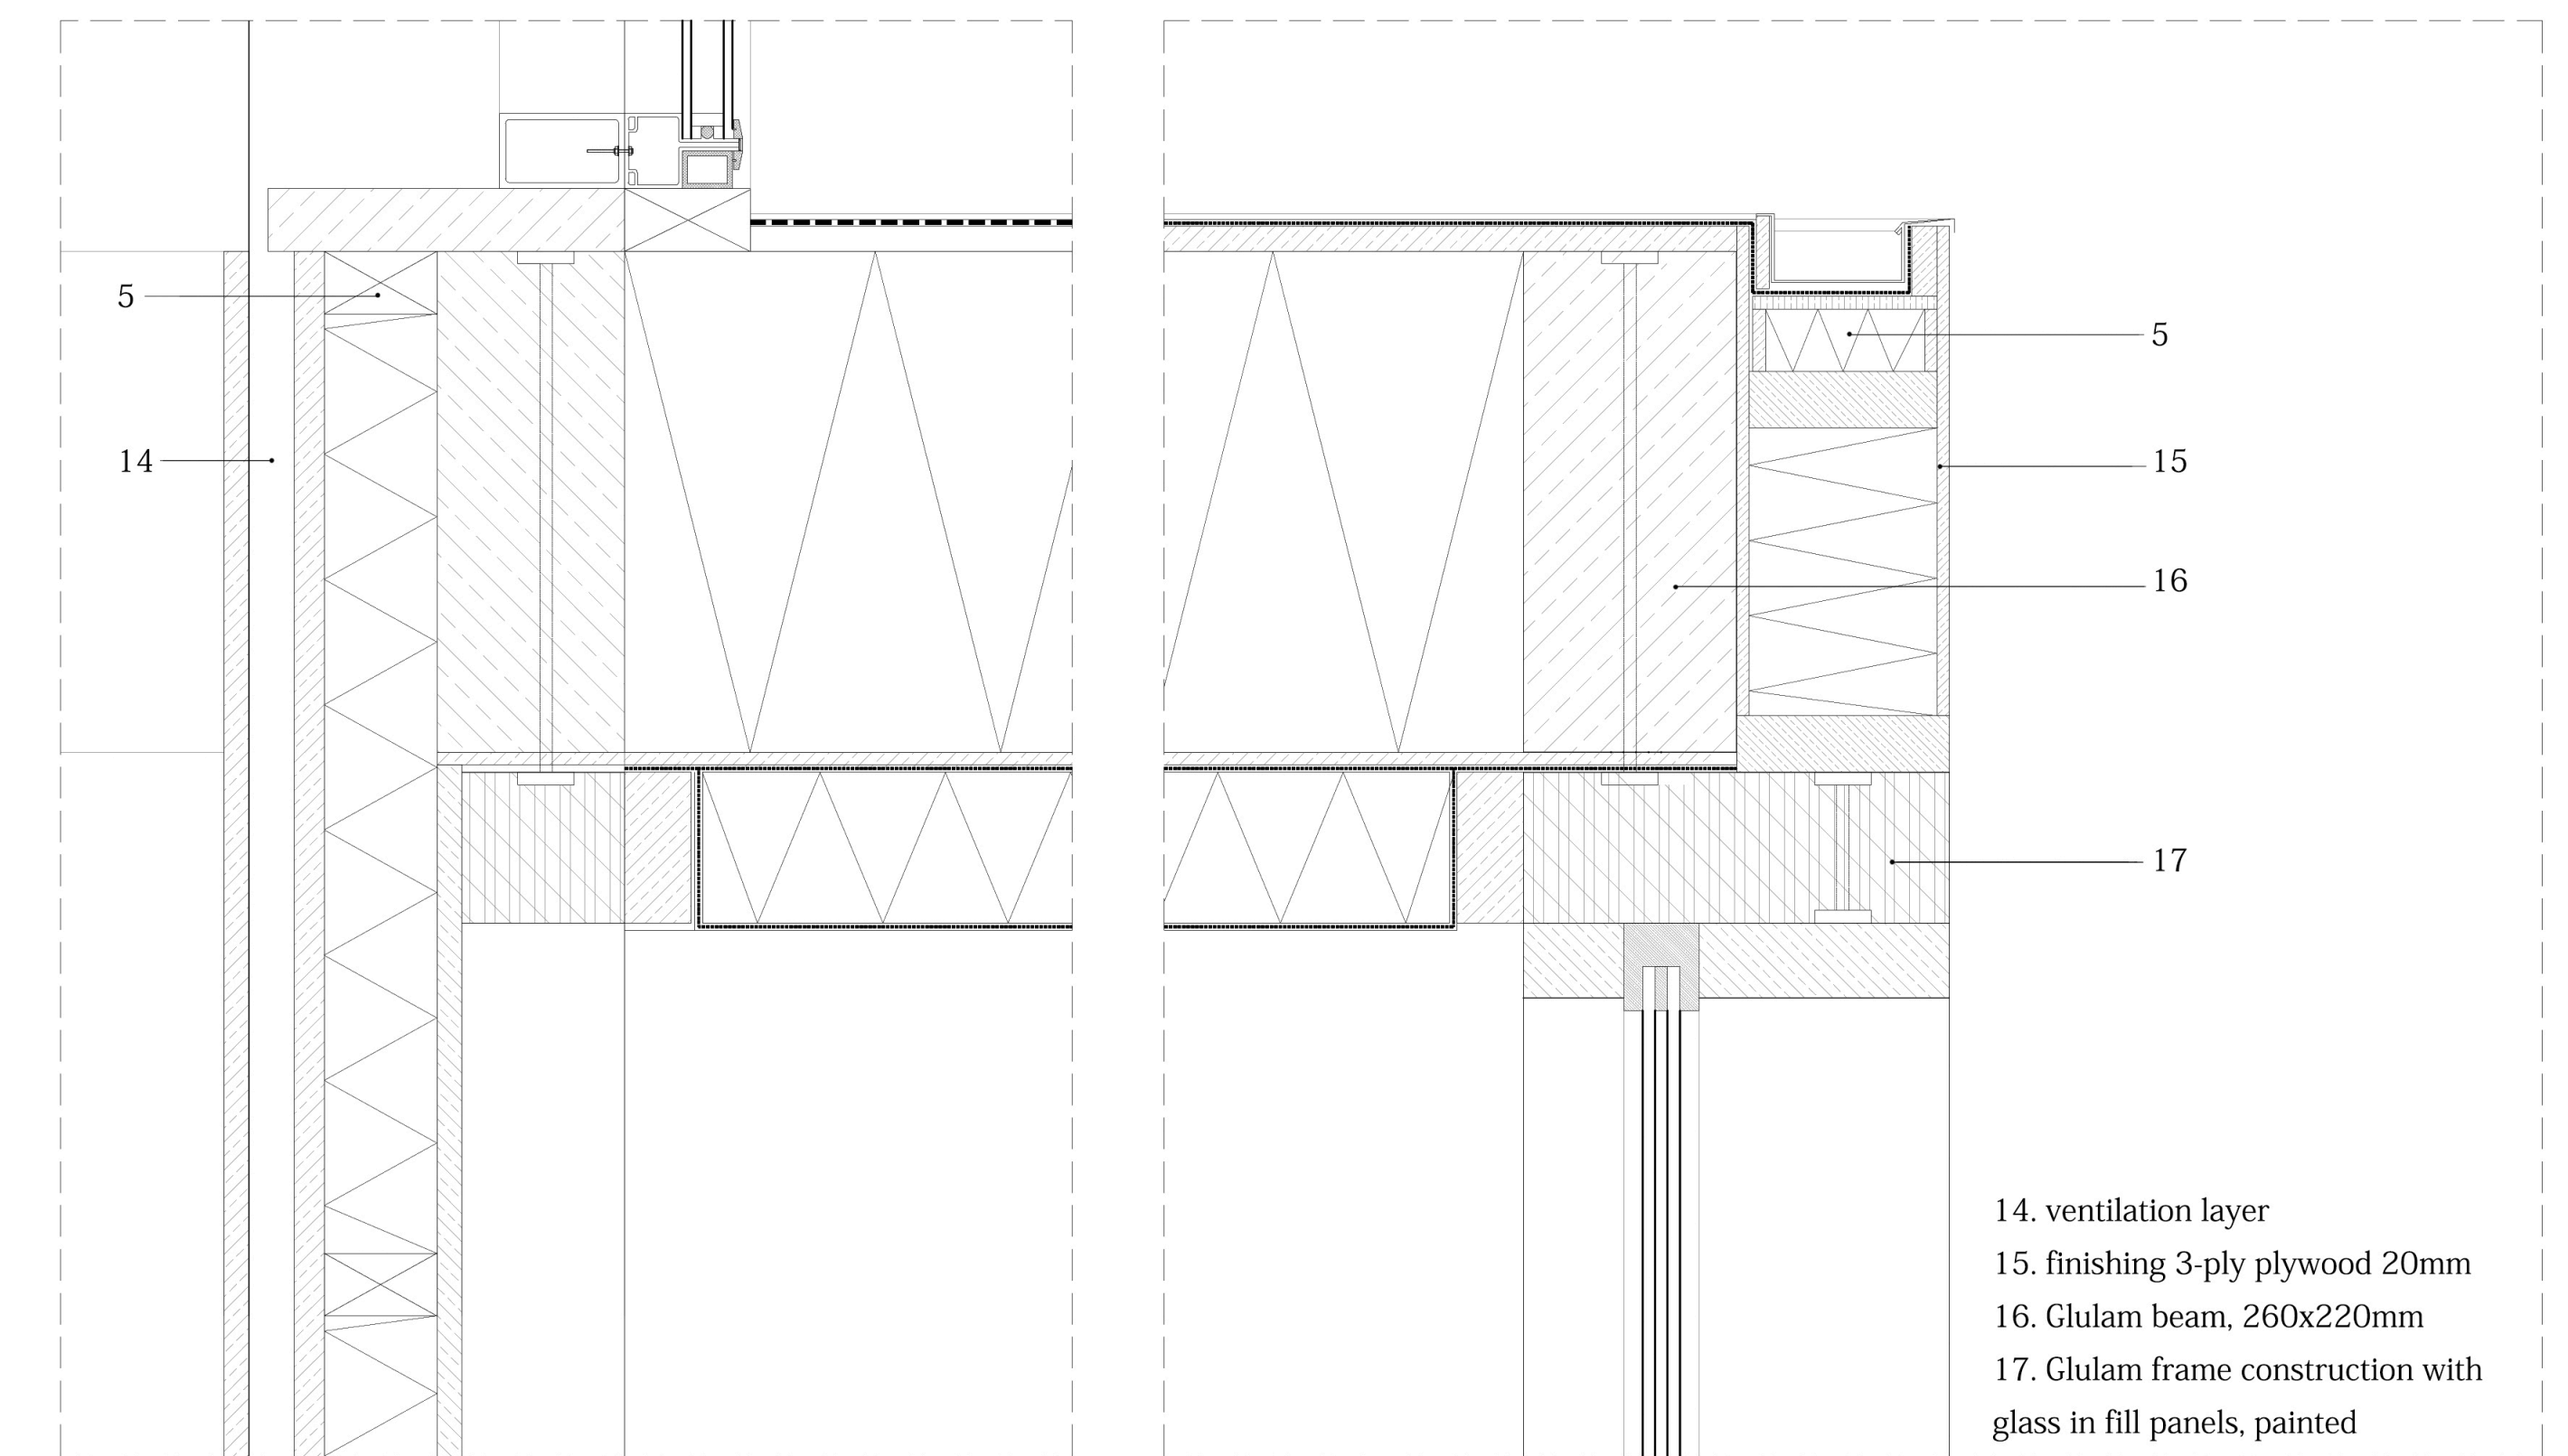 5
5
14
15
16
17
14. ventilation layer
15. finishing 3-ply plywood 20mm
16. Glulam beam, 260x220mm
17. Glulam frame construction with
glass in fill panels, painted